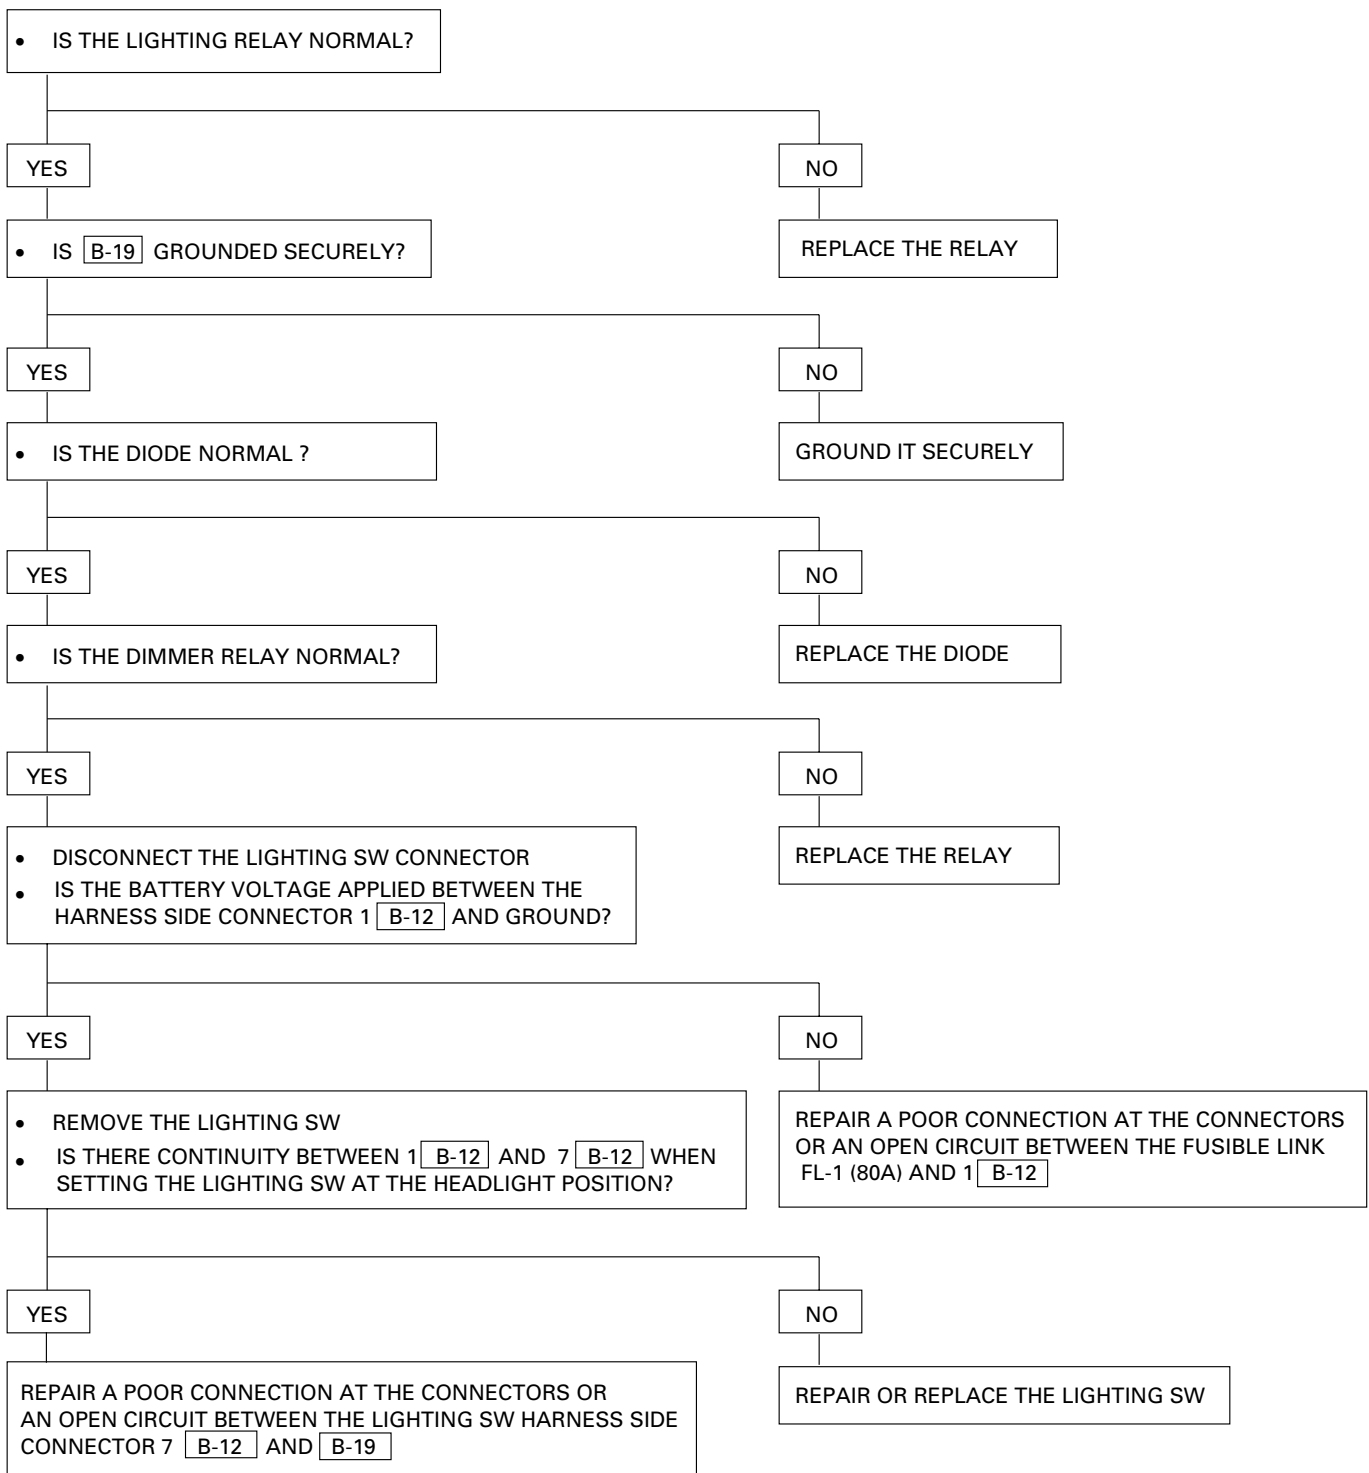 • IS THE LIGHTING RELAY NORMAL?
YES
NO
• IS B-19 GROUNDED SECURELY?
REPLACE THE RELAY
YES
NO
• IS THE DIODE NORMAL ?
GROUND IT SECURELY
YES
NO
• IS THE DIMMER RELAY NORMAL?
REPLACE THE DIODE
YES
NO
• DISCONNECT THE LIGHTING SW CONNECTOR
• IS THE BATTERY VOLTAGE APPLIED BETWEEN THE
HARNESS SIDE CONNECTOR 1 B-12 AND GROUND?
REPLACE THE RELAY
YES
NO
• REMOVE THE LIGHTING SW
• IS THERE CONTINUITY BETWEEN 1 B-12 AND 7 B-12 WHEN
SETTING THE LIGHTING SW AT THE HEADLIGHT POSITION?
REPAIR A POOR CONNECTION AT THE CONNECTORS
OR AN OPEN CIRCUIT BETWEEN THE FUSIBLE LINK
FL-1 (80A) AND 1 B-12
YES
NO
REPAIR A POOR CONNECTION AT THE CONNECTORS OR
AN OPEN CIRCUIT BETWEEN THE LIGHTING SW HARNESS SIDE
CONNECTOR 7 B-12 AND B-19
REPAIR OR REPLACE THE LIGHTING SW